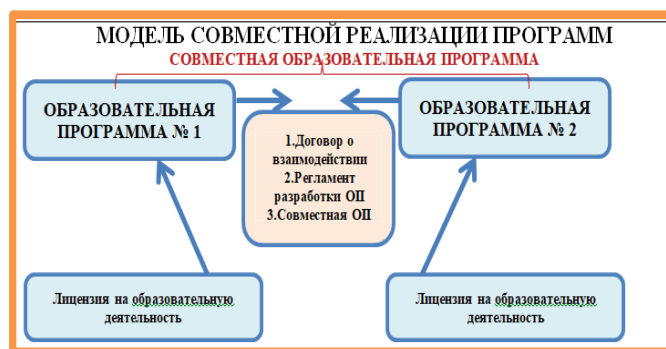 МОДЕЛЬ СОВМЕСТНОЙ РЕАЛИЗАЦИИ ПРОГРАММ
СОВМЕСТНАЯ ОБРАЗОВАТЕЛЬНАЯ ПРОГРАММА
ОБРАЗОВАТЕЛЬНАЯ
ПРОГРАММА № 1
ОБРАЗОВАТЕЛЬНАЯ
ПРОГРАММА № 2
1.Договор о
взаимодействии
2.Регламент
разработки ОП
3.Совместная ОП
Лицензия на образовательную
деятельность
Лицензия на образовательную
деятельность